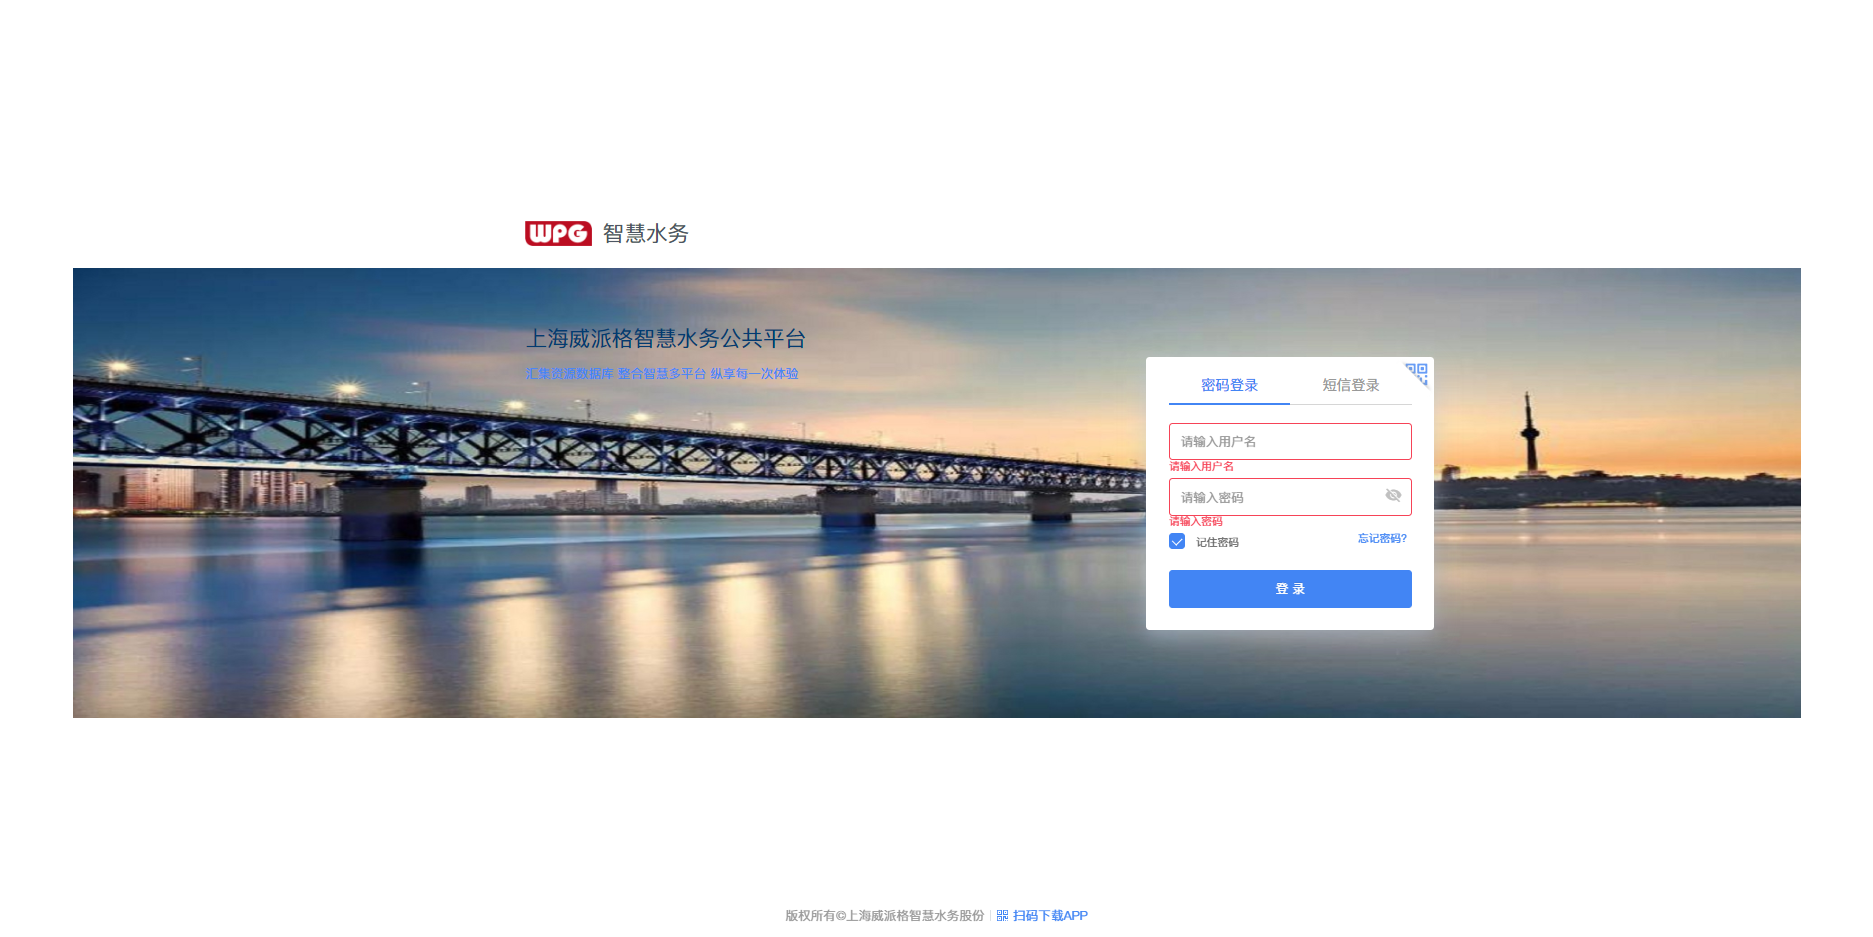 WPG 智慧水务
上海威派格智慧水务公共平台
汇集资源数据库 整合智慧多平台 纵享每一次体验
密码登录 短信登录
请输入用户名
请输入用户名
请输入密码
请输入密码
记住密码 忘记密码?
登 录
版权所有©上海威派格智慧水务股份 扫码下载APP